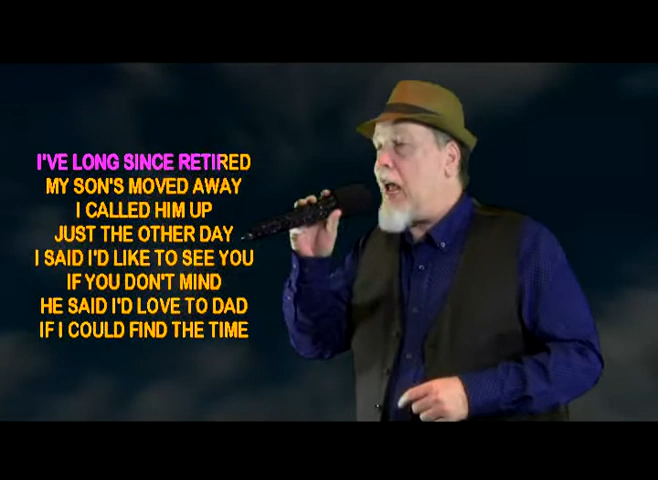 I'VE LONG SINCE RETIRED
MY SON'S MOVED AWAY
I CALLED HIM UP
JUST THE OTHER DAY
I SAID I'D LIKE TO SEE YOU
IF YOU DON'T MIND
HE SAID I'D LOVE TO DAD
IF I COULD FIND THE TIME